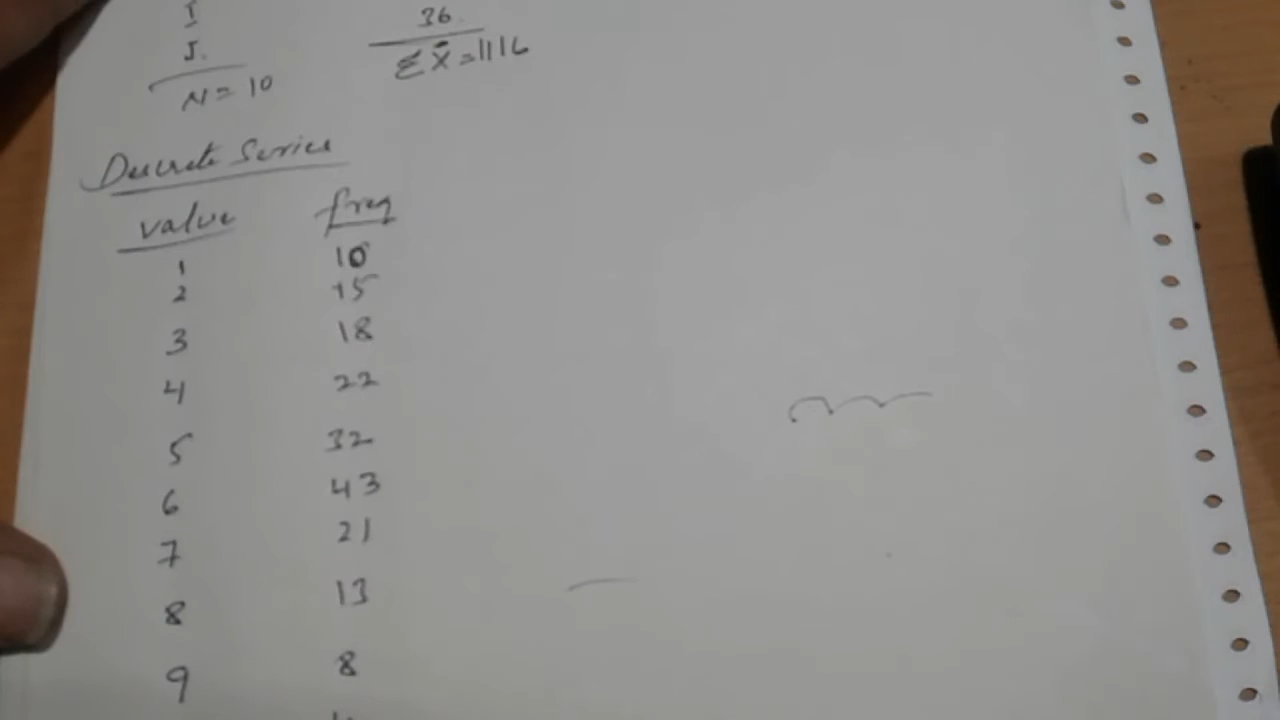 I 36
J. Σx̄=1116
N = 10
Discrete Series
value freq
1 10
2 15
3 18
4 22
5 32
6 43
7 21
8 13
9 8